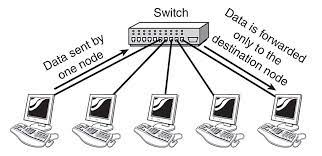 Switch
Data sent by
one node
Data is forwarded
only to the
destination node